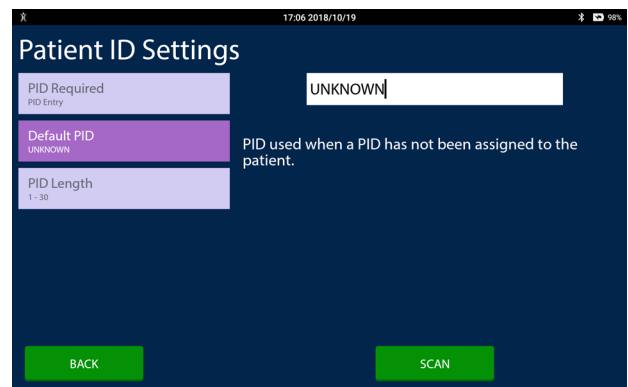 17:06 2018/10/19
98%
Patient ID Settings
PID Required
PID Entry
UNKNOWN
Default PID
UNKNOWN
PID used when a PID has not been assigned to the
patient.
PID Length
1 - 30
BACK
SCAN